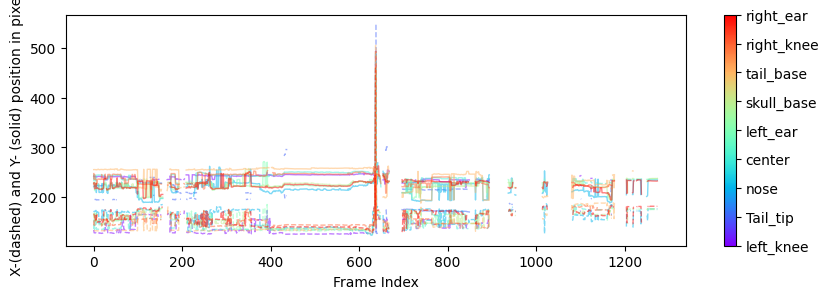 X-(dashed) and Y- (solid) position in pixe
500
400
300
200
0
200
400
600
800
1000
1200
Frame Index
right_ear
right_knee
tail_base
skull_base
left_ear
center
nose
Tail_tip
left_knee